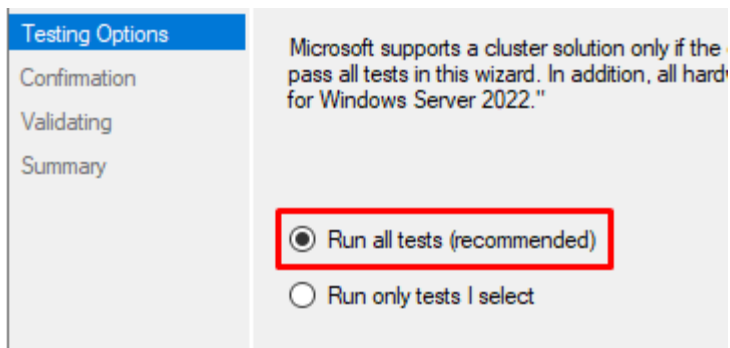 Testing Options
Confirmation
Validating
Summary
Microsoft supports a cluster solution only if the
pass all tests in this wizard. In addition, all hard
for Windows Server 2022."
Run all tests (recommended)
Run only tests I select